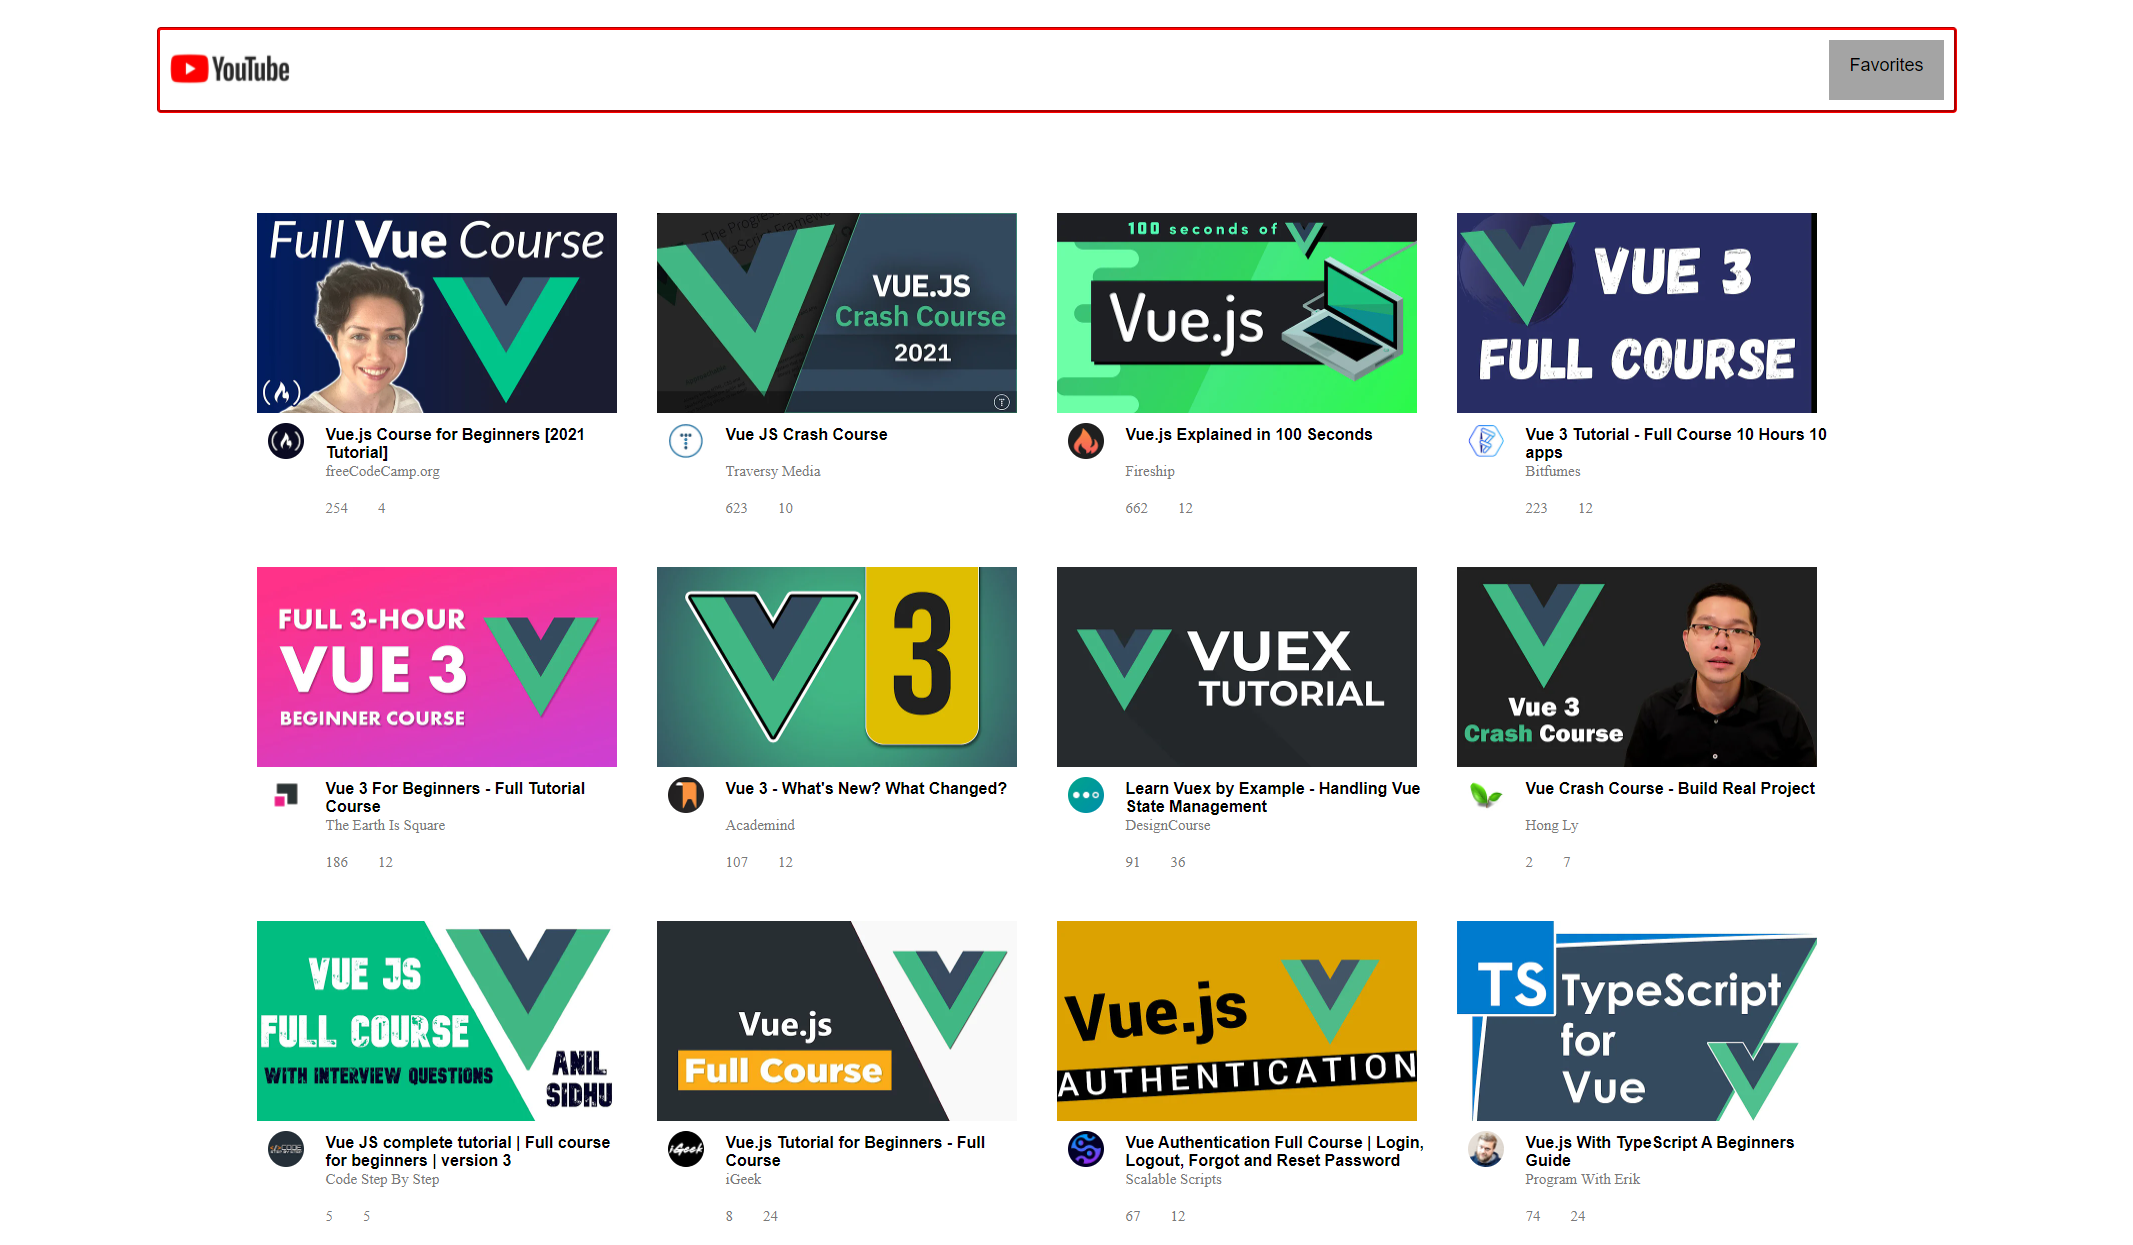 YouTube
Favorites
Full Vue Course
The Progressive
VUE.JS
Crash Course
2021
100 seconds of
Vue.js
VUE 3
FULL COURSE
Vue.js Course for Beginners [2021
Tutorial]
freeCodeCamp.org
254 4
Vue JS Crash Course
Traversy Media
623 10
Vue.js Explained in 100 Seconds
Fireship
662 12
Vue 3 Tutorial - Full Course 10 Hours 10
apps
Bitfumes
223 12
FULL 3-HOUR
VUE 3
BEGINNER COURSE
3
VUEX
TUTORIAL
Vue 3
Crash Course
Vue 3 For Beginners - Full Tutorial
Course
The Earth Is Square
186 12
Vue 3 - What's New? What Changed?
Academind
107 12
Learn Vuex by Example - Handling Vue
State Management
DesignCourse
91 36
Vue Crash Course - Build Real Project
Hong Ly
2 7
VUE JS
FULL COURSE
WITH INTERVIEW QUESTIONS
ANIL
SIDHU
Vue.js
Full Course
Vue.js
AUTHENTICATION
TS TypeScript
for
Vue
Vue JS complete tutorial | Full course
for beginners | version 3
Code Step By Step
5 5
iGeek
Vue.js Tutorial for Beginners - Full
Course
iGeek
8 24
Vue Authentication Full Course | Login,
Logout, Forgot and Reset Password
Scalable Scripts
67 12
Vue.js With TypeScript A Beginners
Guide
Program With Erik
74 24